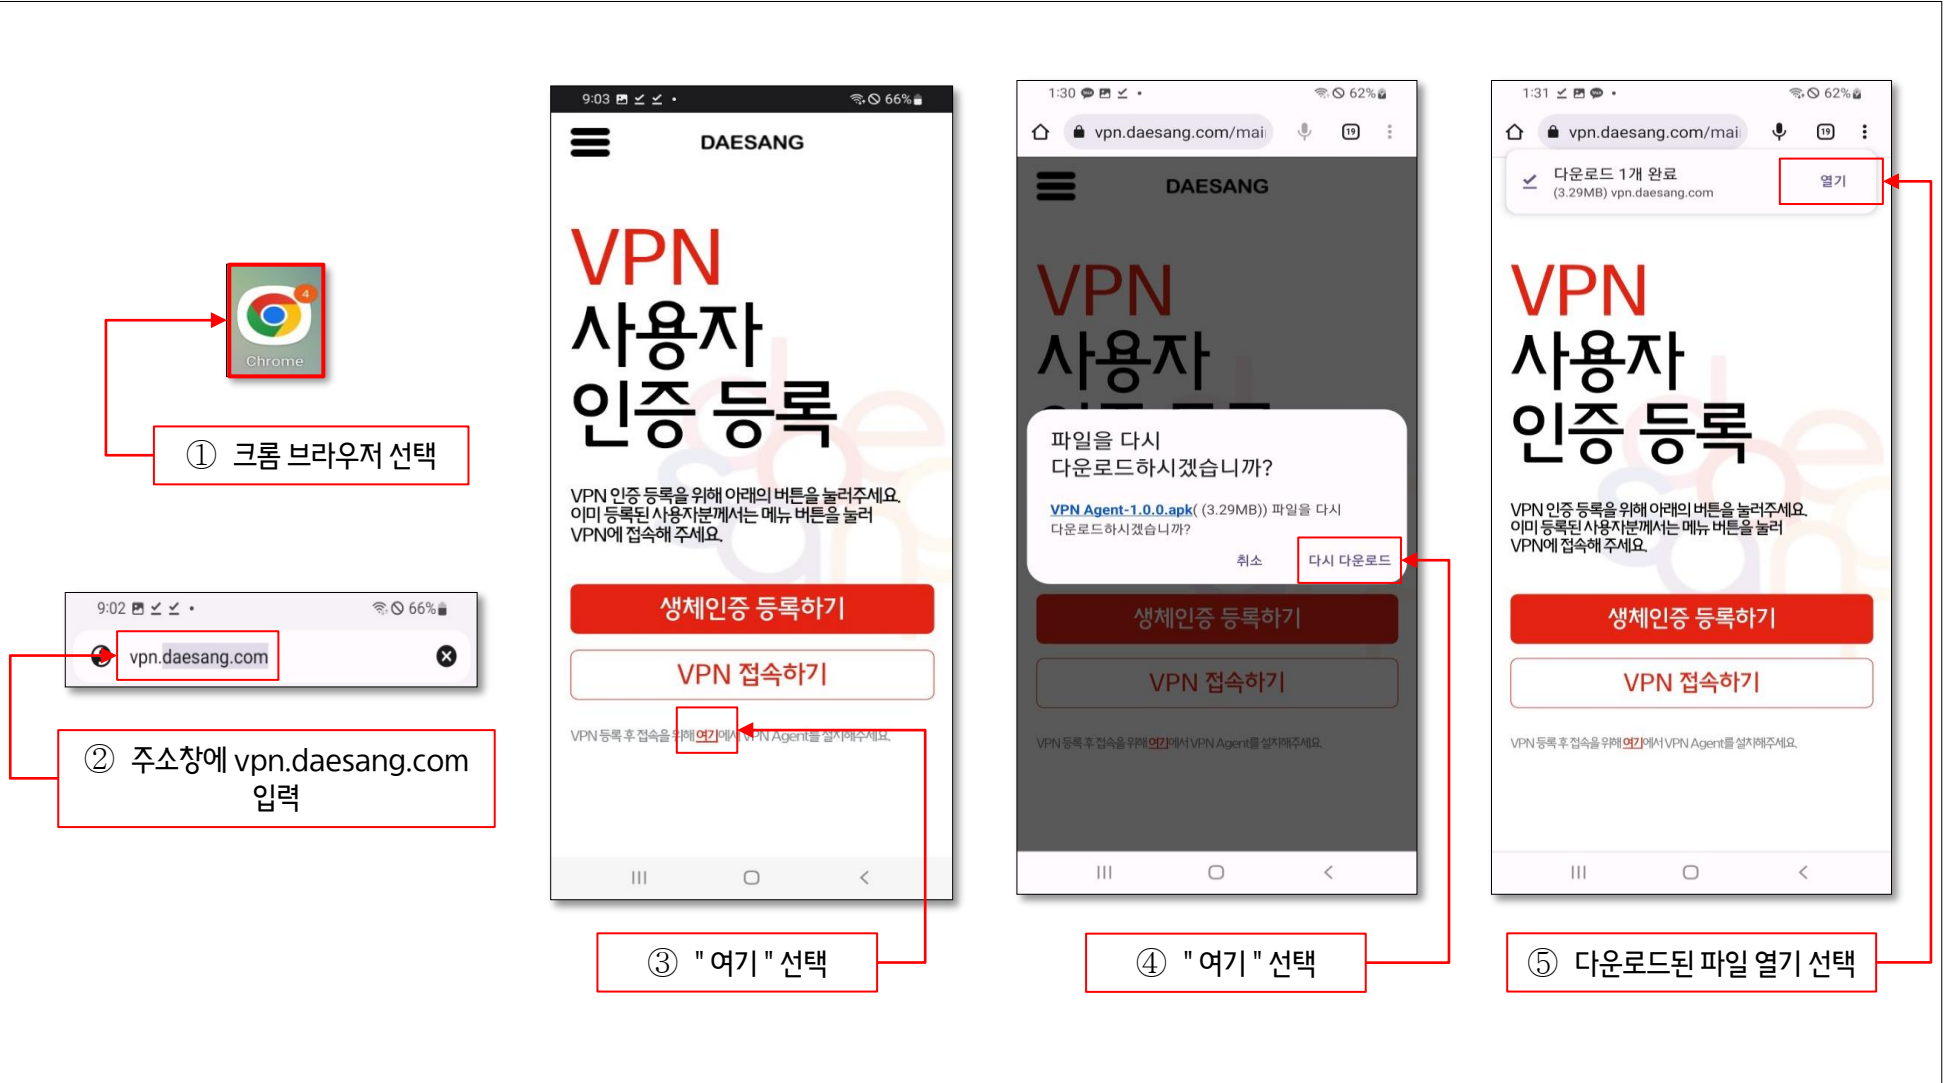 4
Chrome
① 크롬 브라우저 선택
9:02
66%
vpn.daesang.com
② 주소창에 vpn.daesang.com
입력
9:03
66%
DAESANG
VPN
사용자
인증 등록
VPN 인증 등록을 위해 아래의 버튼을 눌러주세요.
이미 등록된 사용자분께서는 메뉴 버튼을 눌러
VPN에 접속해 주세요.
생체인증 등록하기
VPN 접속하기
VPN 등록 후 접속을 위해 여기에서 VPN Agent를 설치해주세요.
③ " 여기 " 선택
1:30
62%
vpn.daesang.com/mai
19
DAESANG
VPN
사용자
파일을 다시
다운로드하시겠습니까?
VPN Agent-1.0.0.apk( (3.29MB)) 파일을 다시
다운로드하시겠습니까?
취소 다시 다운로드
생체인증 등록하기
VPN 접속하기
VPN 등록 후 접속을 위해 여기에서 VPN Agent를 설치해주세요.
④ " 여기 " 선택
1:31
62%
vpn.daesang.com/mai
19
다운로드 1개 완료
(3.29MB) vpn.daesang.com
열기
VPN
사용자
인증 등록
VPN 인증 등록을 위해 아래의 버튼을 눌러주세요.
이미 등록된 사용자분께서는 메뉴 버튼을 눌러
VPN에 접속해 주세요.
생체인증 등록하기
VPN 접속하기
VPN 등록 후 접속을 위해 여기에서 VPN Agent를 설치해주세요.
⑤ 다운로드된 파일 열기 선택